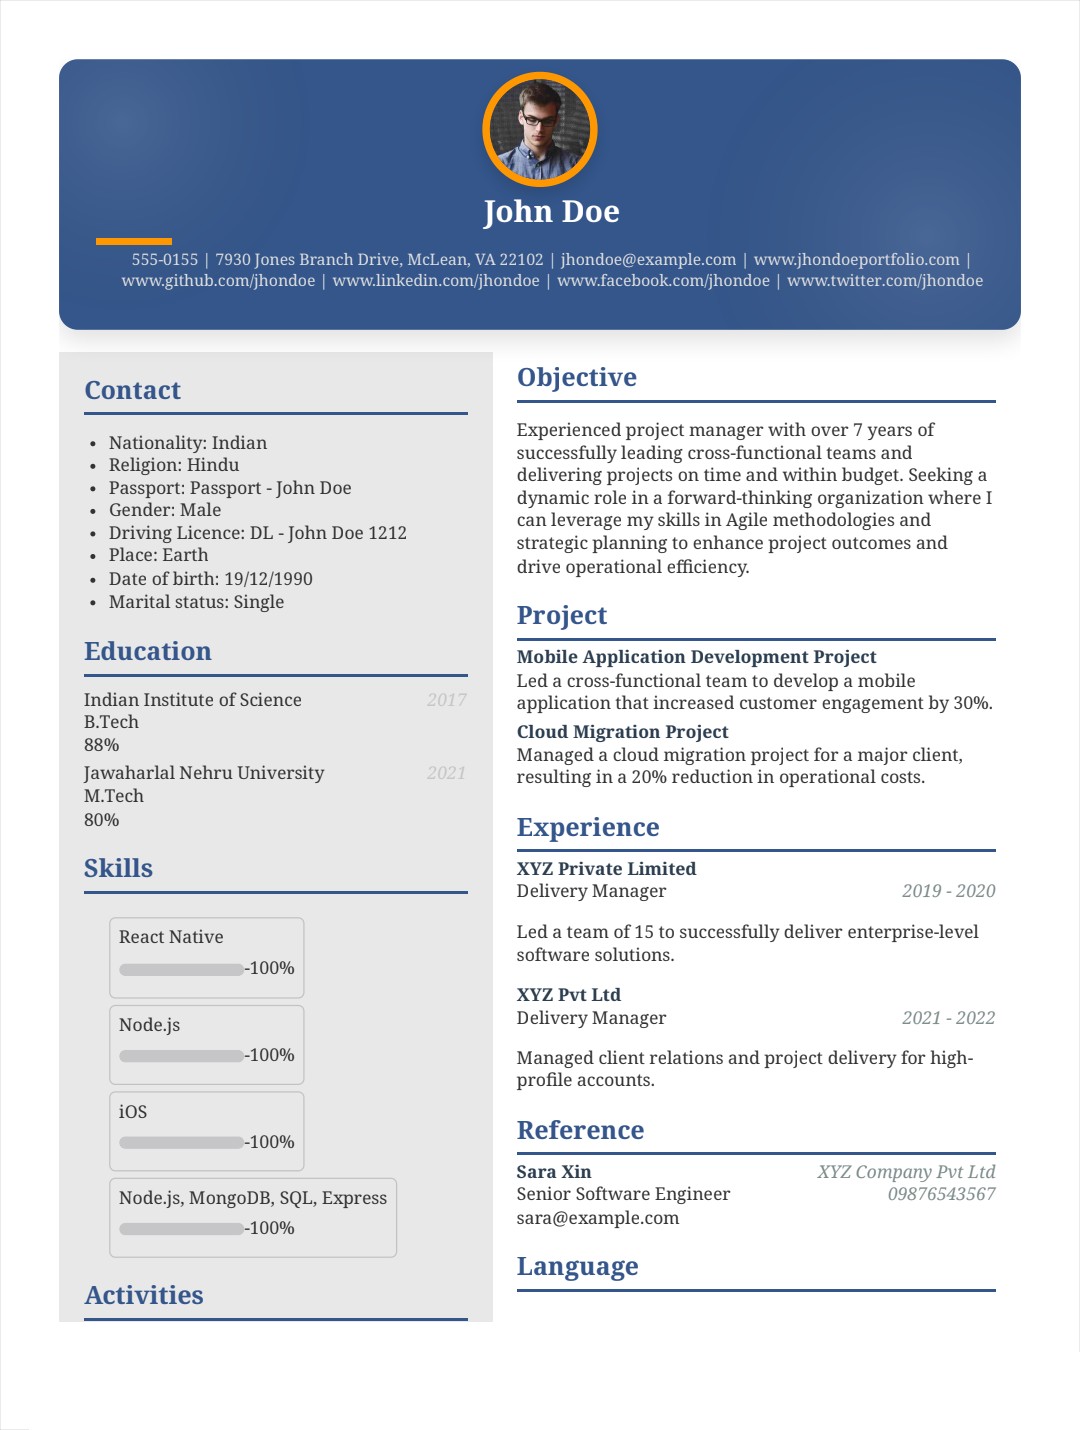 John Doe
555-0155 | 7930 Jones Branch Drive, McLean, VA 22102 | jhondoe@example.com | www.jhondoeportfolio.com |
www.github.com/jhondoe | www.linkedin.com/jhondoe | www.facebook.com/jhondoe | www.twitter.com/jhondoe
Contact
• Nationality: Indian
• Religion: Hindu
• Passport: Passport - John Doe
• Gender: Male
• Driving Licence: DL - John Doe 1212
• Place: Earth
• Date of birth: 19/12/1990
• Marital status: Single
Education
Indian Institute of Science 2017
B.Tech
88%
Jawaharlal Nehru University 2021
M.Tech
80%
Skills
React Native
-100%
Node.js
-100%
iOS
-100%
Node.js, MongoDB, SQL, Express
-100%
Activities
Objective
Experienced project manager with over 7 years of
successfully leading cross-functional teams and
delivering projects on time and within budget. Seeking a
dynamic role in a forward-thinking organization where I
can leverage my skills in Agile methodologies and
strategic planning to enhance project outcomes and
drive operational efficiency.
Project
Mobile Application Development Project
Led a cross-functional team to develop a mobile
application that increased customer engagement by 30%.
Cloud Migration Project
Managed a cloud migration project for a major client,
resulting in a 20% reduction in operational costs.
Experience
XYZ Private Limited
Delivery Manager 2019 - 2020
Led a team of 15 to successfully deliver enterprise-level
software solutions.
XYZ Pvt Ltd
Delivery Manager 2021 - 2022
Managed client relations and project delivery for high-
profile accounts.
Reference
Sara Xin XYZ Company Pvt Ltd
Senior Software Engineer 09876543567
sara@example.com
Language